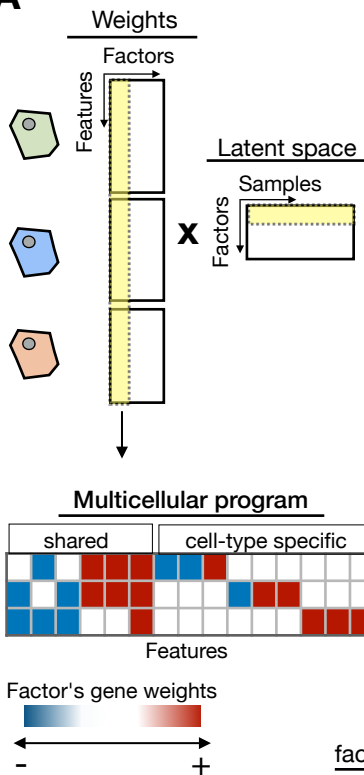 A
Weights
Factors
Features
Latent space
Samples
Factors
x
Multicellular program
shared
cell-type specific
Features
Factor's gene weights
- +
fac